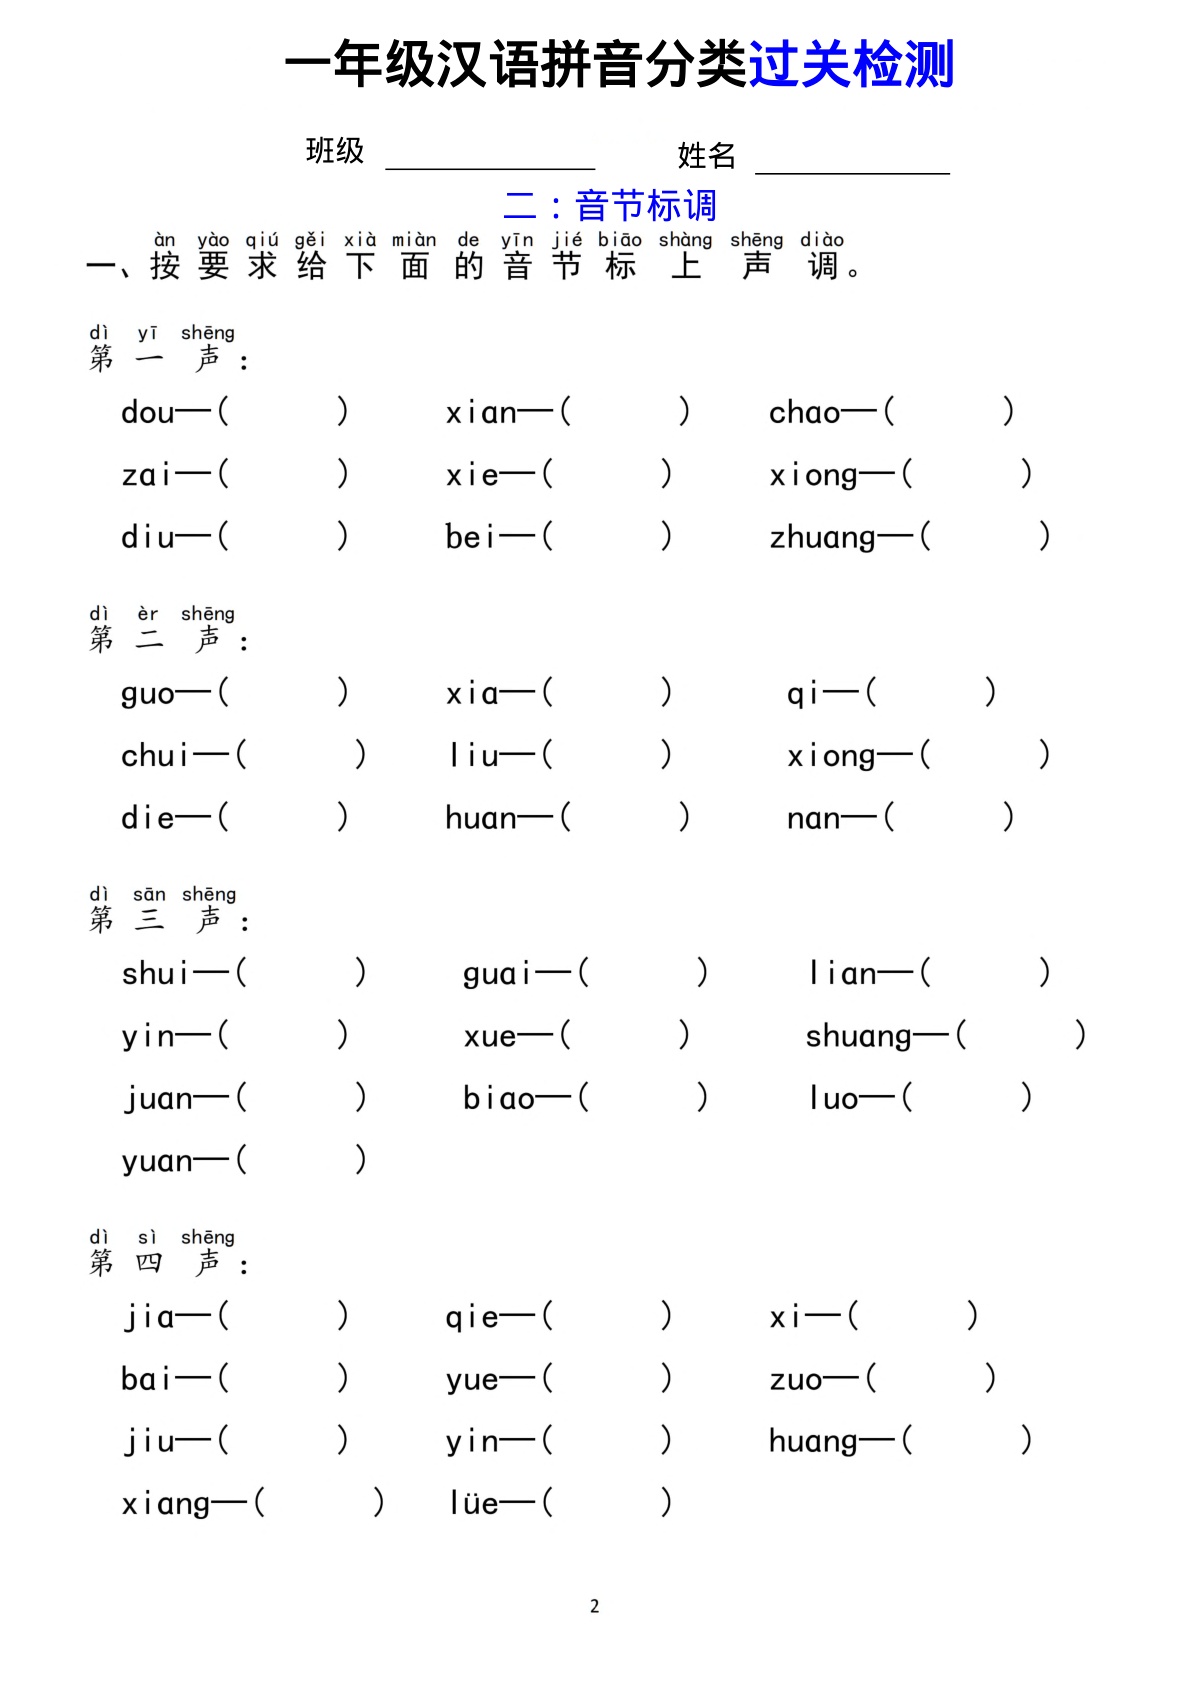 一年级汉语拼音分类过关检测
班级 ____________ 姓名 ____________
二：音节标调
àn yào qiú gěi xià miàn de yīn jié biāo shàng shēng diào
一、按要求给下面的音节标上声调。
dì yī shēng
第一声：
dou—( ) xian—( ) chao—( )
zai—( ) xie—( ) xiong—( )
diu—( ) bei—( ) zhuang—( )
dì èr shēng
第二声：
guo—( ) xia—( ) qi—( )
chui—( ) liu—( ) xiong—( )
die—( ) huan—( ) nan—( )
dì sān shēng
第三声：
shui—( ) guai—( ) lian—( )
yin—( ) xue—( ) shuang—( )
juan—( ) biao—( ) luo—( )
yuan—( )
dì sì shēng
第四声：
jia—( ) qie—( ) xi—( )
bai—( ) yue—( ) zuo—( )
jiu—( ) yin—( ) huang—( )
xiang—( ) lüe—( )
2